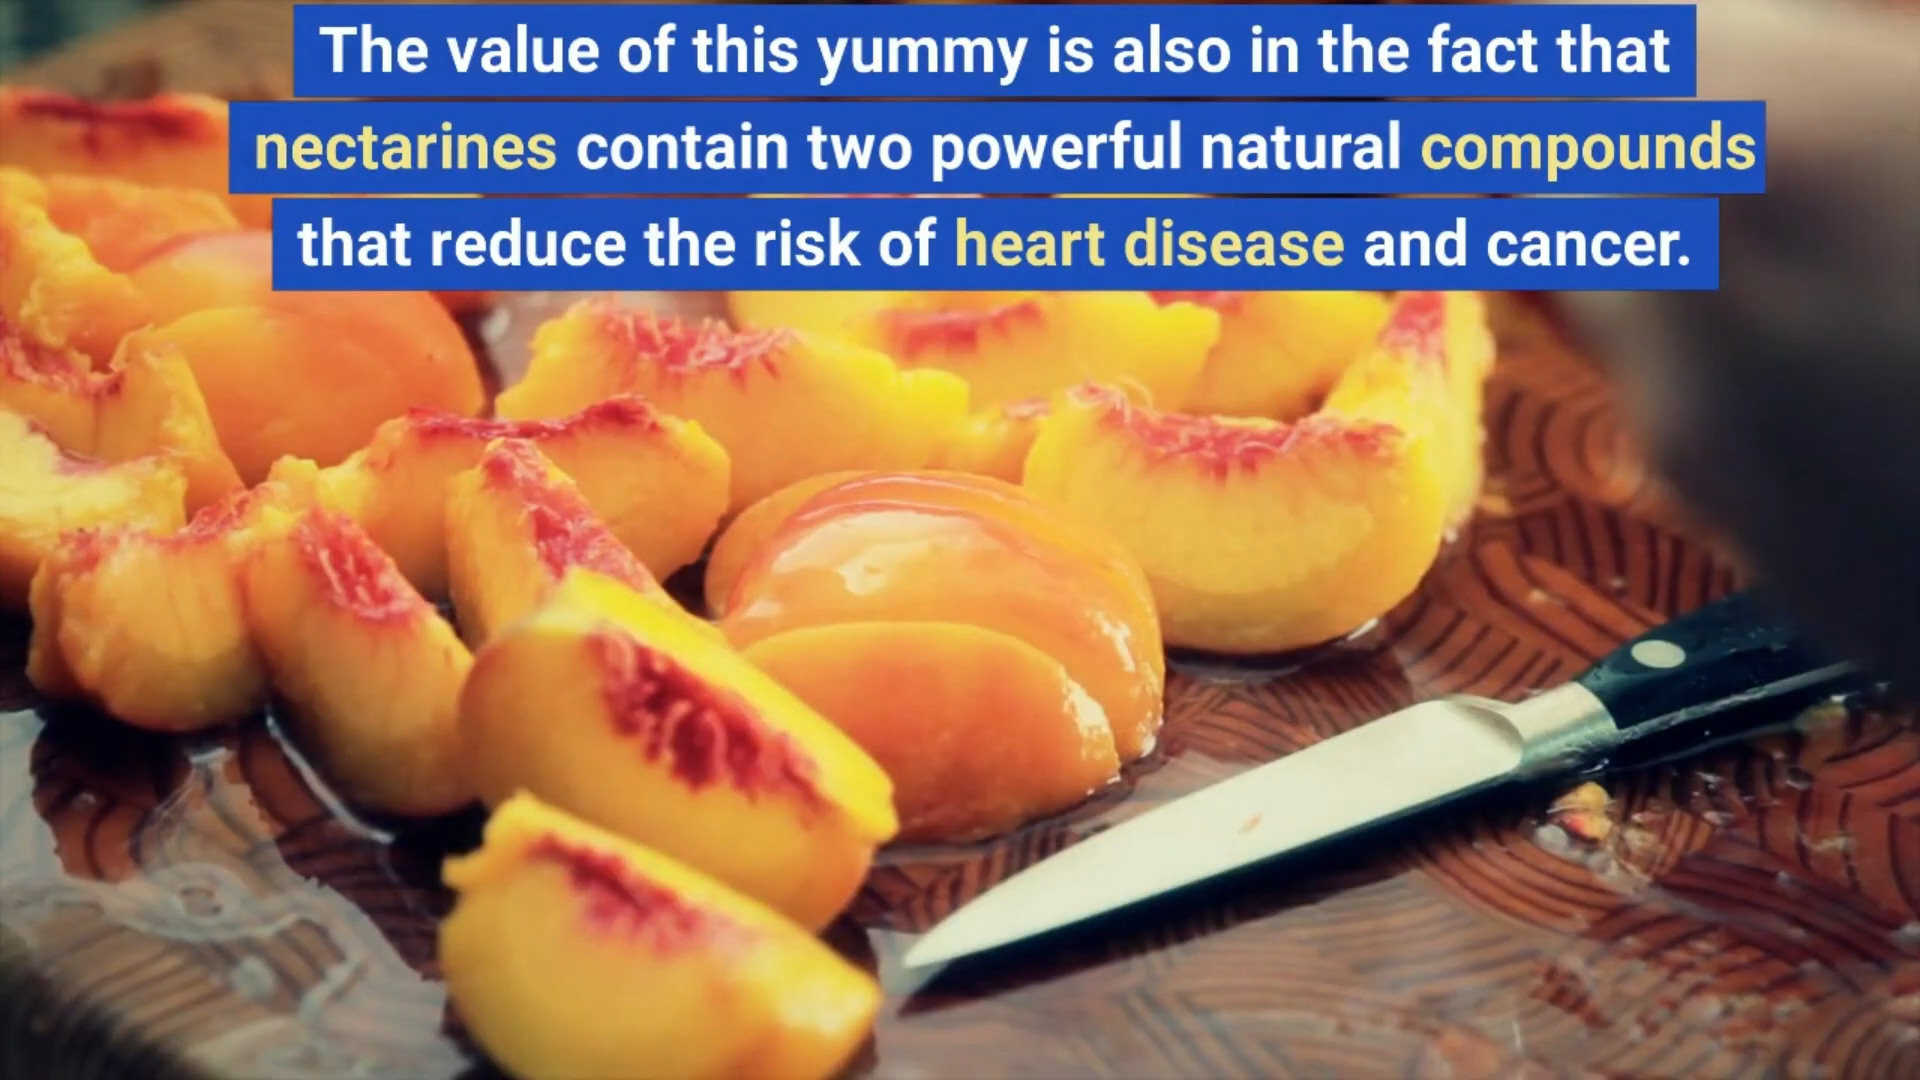 The value of this yummy is also in the fact that
nectarines contain two powerful natural compounds
that reduce the risk of heart disease and cancer.